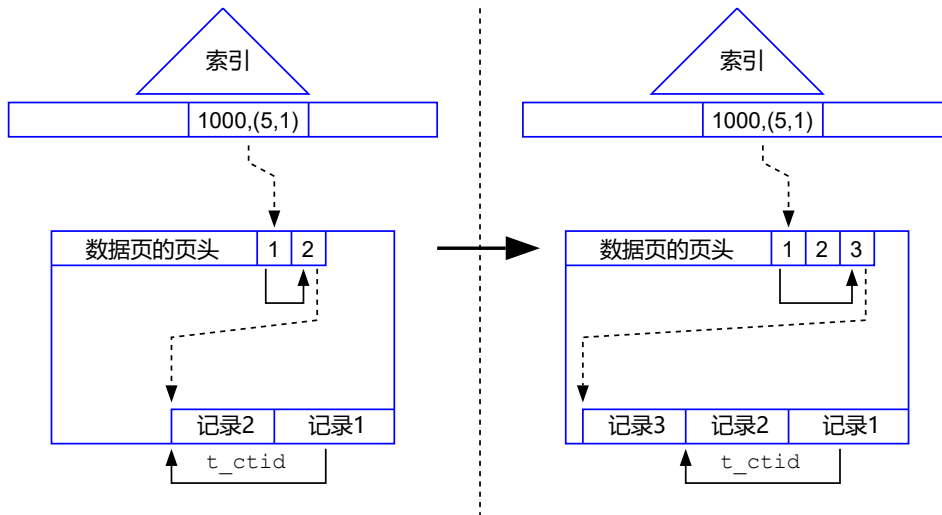 索引
1000,(5,1)
数据页的页头 1 2
记录2 记录1
t_ctid
索引
1000,(5,1)
数据页的页头 1 2 3
记录3 记录2 记录1
t_ctid